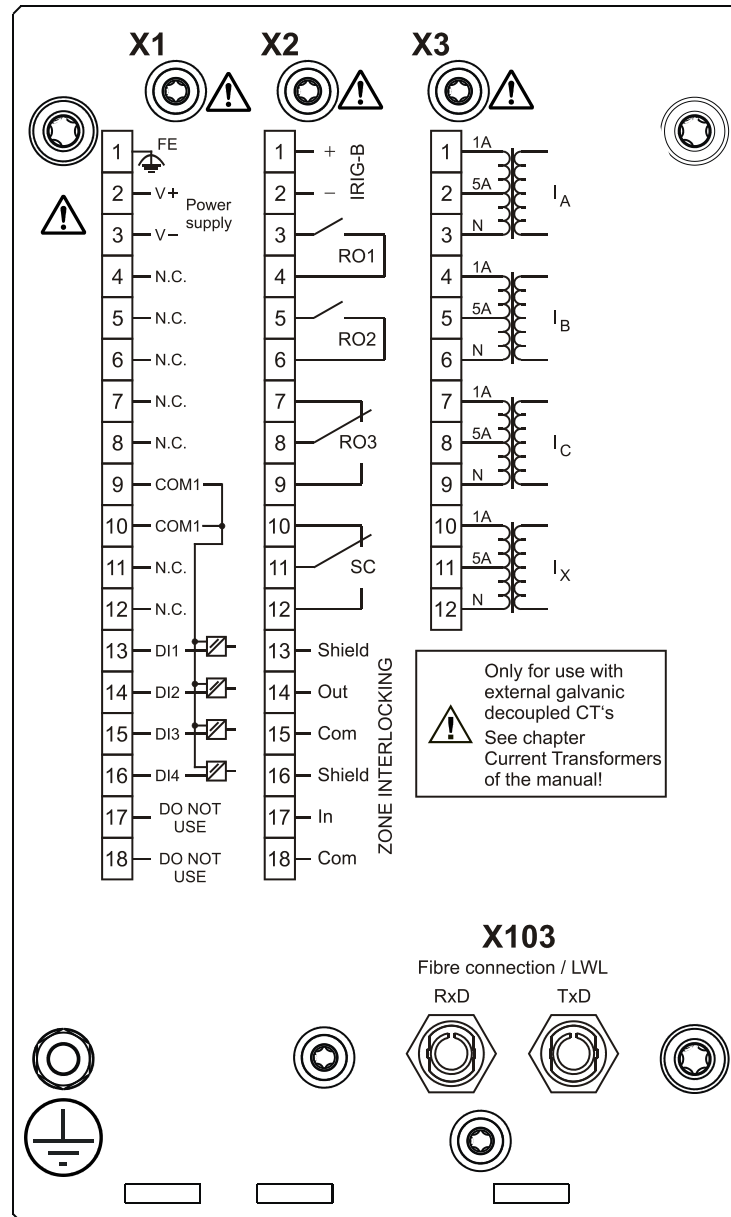 X1
X2
X3
1 FE
2 V+
3 V−
Power
supply
4 N.C.
5 N.C.
6 N.C.
7 N.C.
8 N.C.
9 COM1
10 COM1
11 N.C.
12 N.C.
13 DI1
14 DI2
15 DI3
16 DI4
17 DO NOT
USE
18 DO NOT
USE
1 +
2 −
IRIG-B
3
4
RO1
5
6
RO2
7
8 RO3
9
10
11 SC
12
13 Shield
14 Out
15 Com
16 Shield
17 In
18 Com
ZONE INTERLOCKING
1 1A
2 5A
3 N
IA
4 1A
5 5A
6 N
IB
7 1A
8 5A
9 N
IC
10 1A
11 5A
12 N
IX
Only for use with
external galvanic
decoupled CT‘s
See chapter
Current Transformers
of the manual!
X103
Fibre connection / LWL
RxD TxD